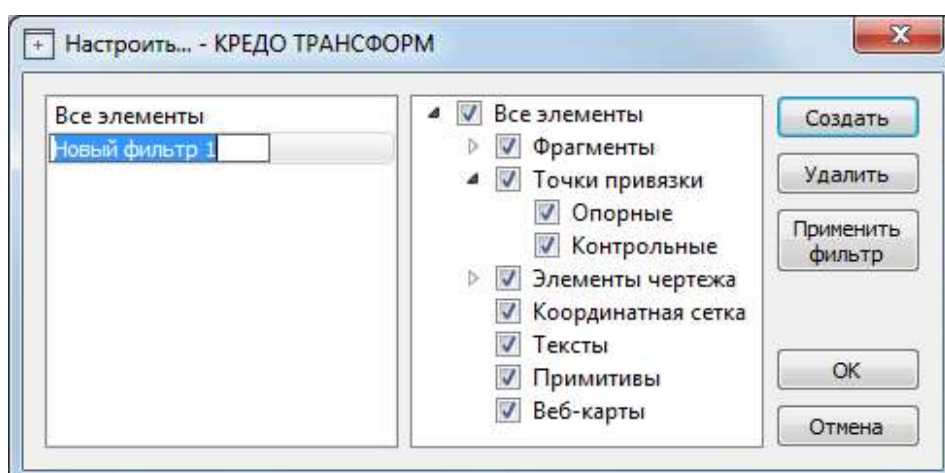 Настроить... - КРЕДО ТРАНСФОРМ
Все элементы
Новый фильтр 1
Все элементы
Фрагменты
Точки привязки
Опорные
Контрольные
Элементы чертежа
Координатная сетка
Тексты
Примитивы
Веб-карты
Создать
Удалить
Применить
фильтр
ОК
Отмена